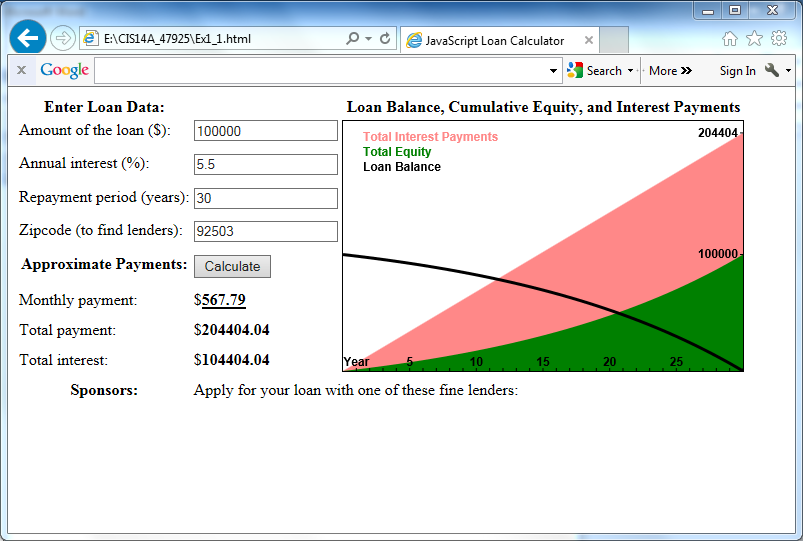 E:\CIS14A_47925\Ex1_1.html
JavaScript Loan Calculator
x Google Search More » Sign In
Enter Loan Data:
Amount of the loan ($): 100000
Annual interest (%): 5.5
Repayment period (years): 30
Zipcode (to find lenders): 92503
Approximate Payments: Calculate
Monthly payment: $567.79
Total payment: $204404.04
Total interest: $104404.04
Sponsors: Apply for your loan with one of these fine lenders:
Loan Balance, Cumulative Equity, and Interest Payments
Total Interest Payments
Total Equity
Loan Balance
204404
100000
Year 5 10 15 20 25